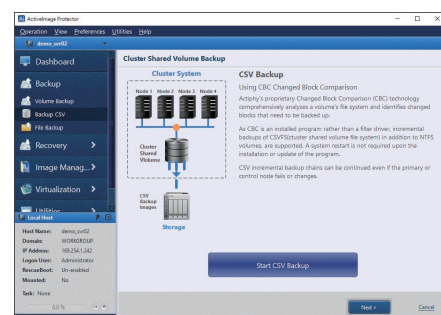 ActiveImage Protector
Operation View Preferences Utilities Help
demo_svr02
Dashboard
Backup
Volume Backup
Backup CSV
File Backup
Recovery
Image Manag...
Virtualization
Utilities
Local Host
Host Name: demo_svr02
Domain: WORKGROUP
IP Address: 169.254.1.242
Logon User: Administrator
RescueBoot: Un-enabled
Mounted: No
Task: None
0.0 %
Cluster Shared Volume Backup
Cluster System
Node 1 Node 2 Node 3 Node 4
Cluster
Shared
Vlolume
CSV
Backup
Images
Storage
CSV Backup
Using CBC Changed Block Comparison
Actiphy's proprietary Changed Block Comparison (CBC) technology
comprehensively analyzes a volume's file system and identifies changed
blocks that need to be backed up.
As CBC is an installed program rather than a filter driver, incremental
backups of CSVFS(cluster shared volume file system) in addition to NTFS
volumes, are supported. A system restart is not required upon the
installation or update of the program.
CSV incremental backup chains can be continued even if the primary or
control node fails or changes.
Start CSV Backup
Next >
Cancel